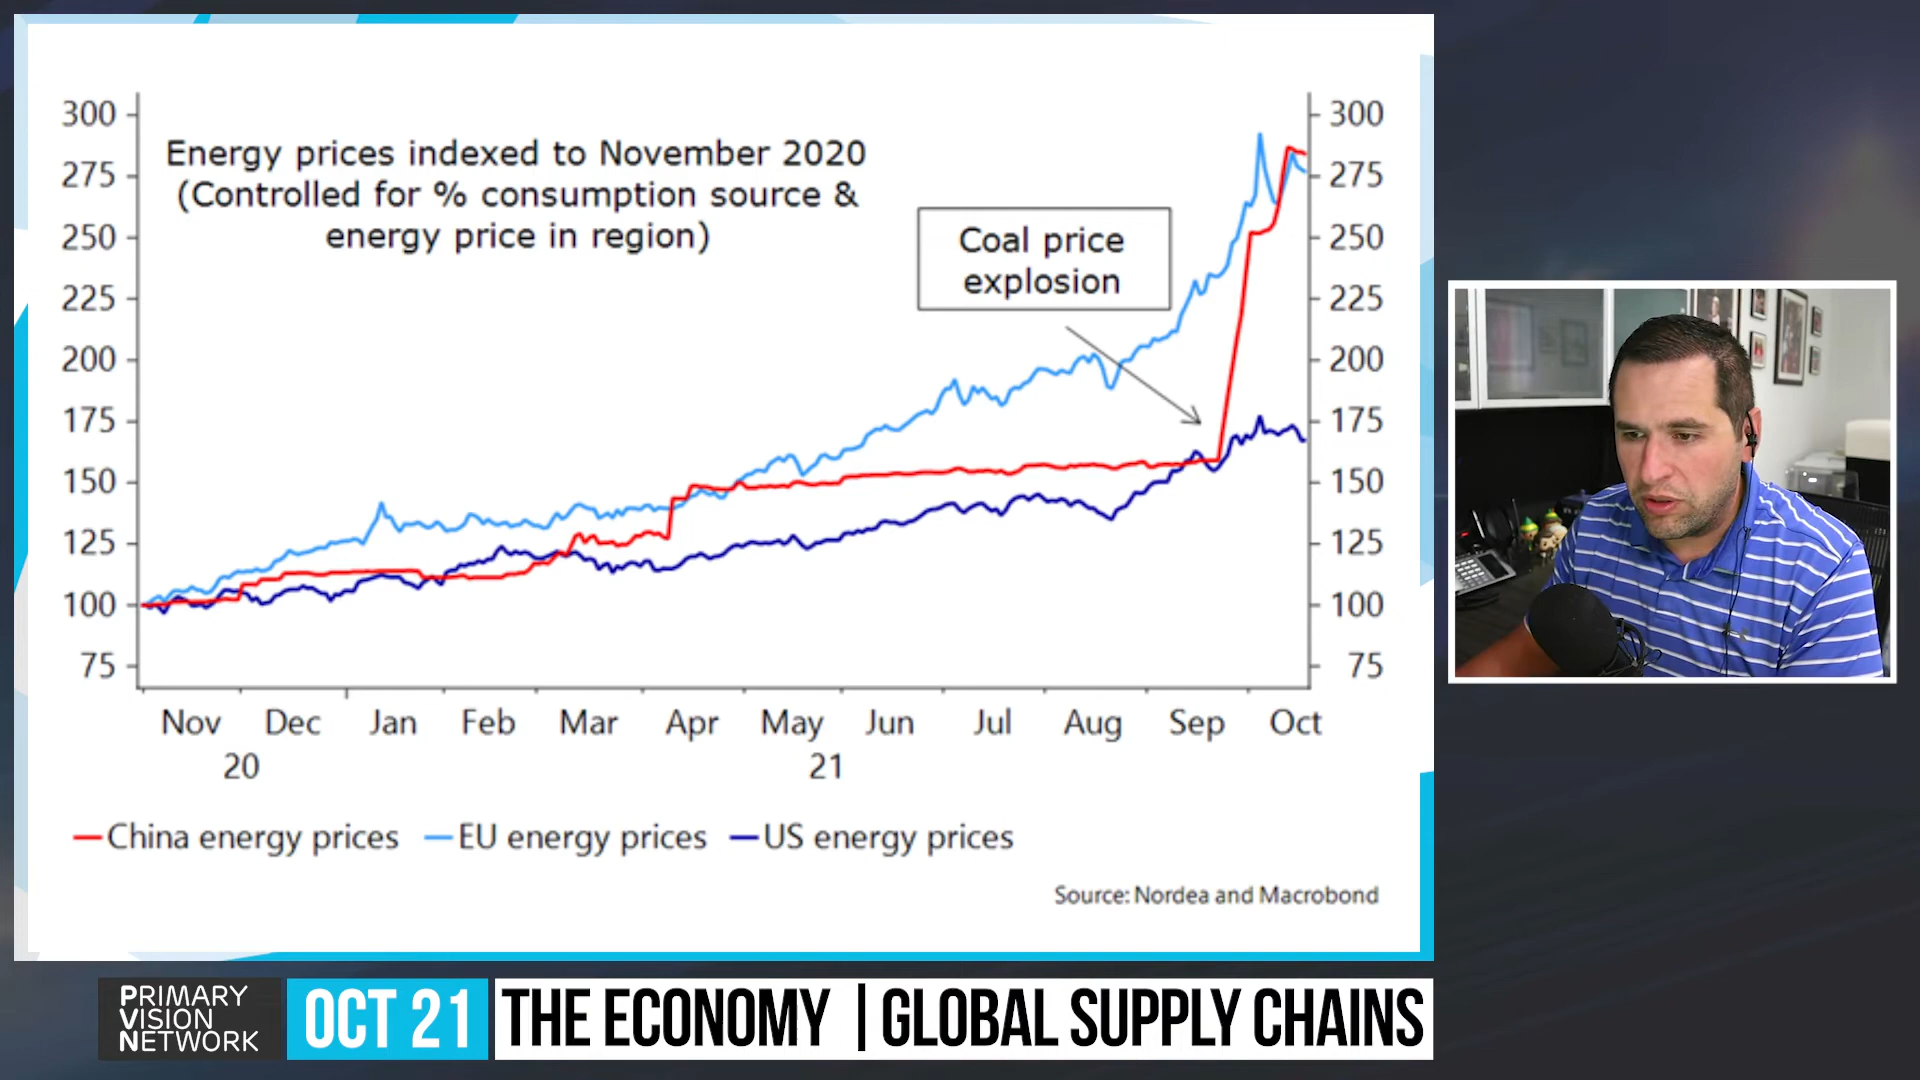 300
275
250
225
200
175
150
125
100
75
Energy prices indexed to November 2020
(Controlled for % consumption source &
energy price in region)
Coal price
explosion
300
275
250
225
200
175
150
125
100
75
Nov Dec Jan Feb Mar Apr May Jun Jul Aug Sep Oct
20 21
China energy prices EU energy prices US energy prices
Source: Nordea and Macrobond
PRIMARY
VISION
NETWORK
OCT 21
THE ECONOMY | GLOBAL SUPPLY CHAINS